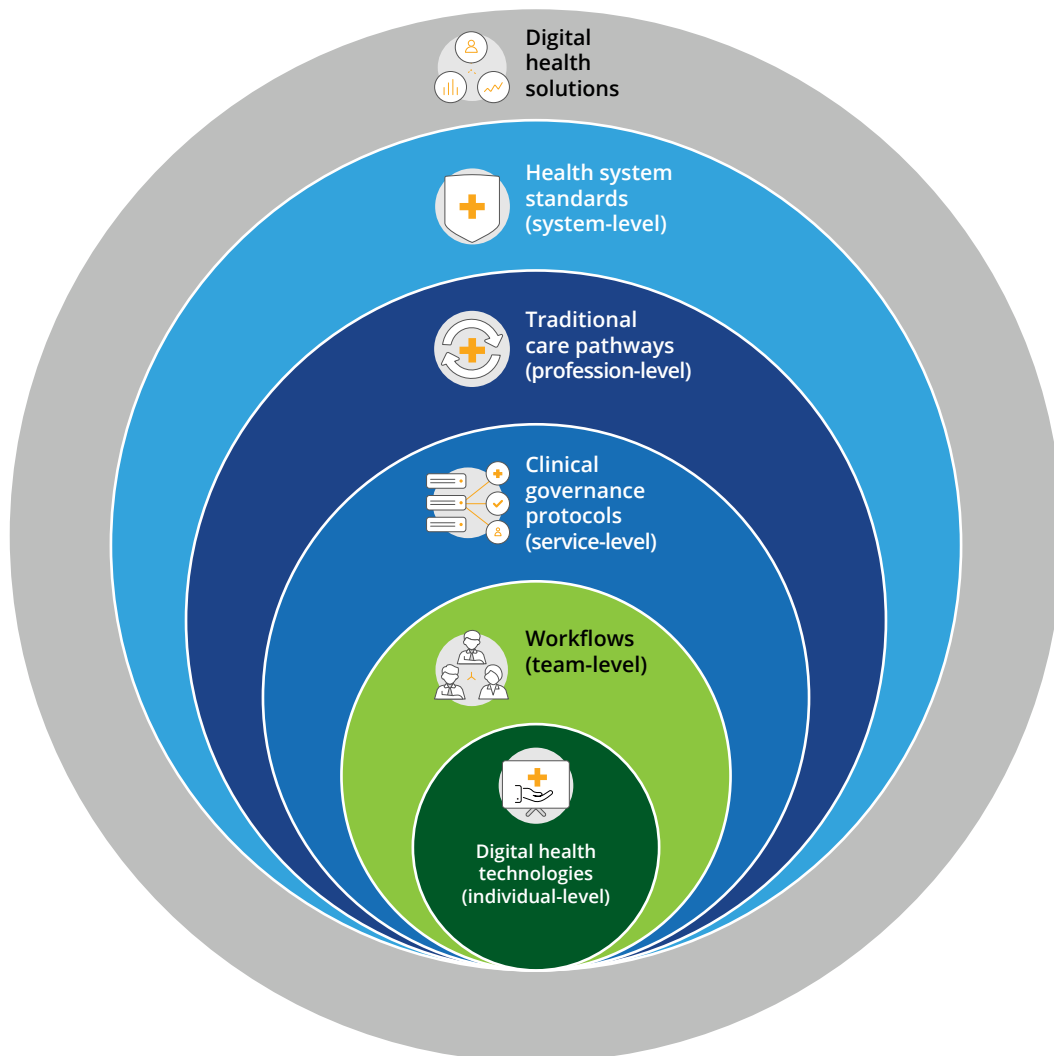 Digital
health
solutions
Health system
standards
(system-level)
Traditional
care pathways
(profession-level)
Clinical
governance
protocols
(service-level)
Workflows
(team-level)
Digital health
technologies
(individual-level)